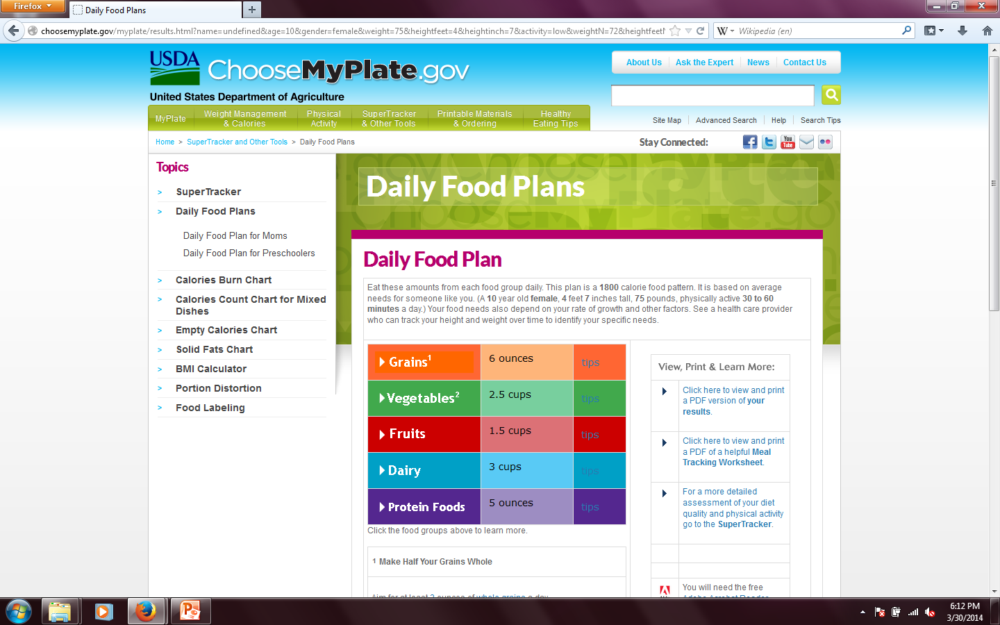 Firefox
Daily Food Plans
choosemyplate.gov/myplate/results.html?name=undefined&age=10&gender=female&weight=75&heightfeet=4&heightinch=7&activity=low&weightN=72&heightfeetN
Wikipedia (en)
USDA ChooseMyPlate.gov
United States Department of Agriculture
About Us Ask the Expert News Contact Us
MyPlate
Weight Management
& Calories
Physical
Activity
SuperTracker
& Other Tools
Printable Materials
& Ordering
Healthy
Eating Tips
Site Map Advanced Search Help Search Tips
Home > SuperTracker and Other Tools > Daily Food Plans
Stay Connected:
You
Tube
Topics
> SuperTracker
> Daily Food Plans
Daily Food Plan for Moms
Daily Food Plan for Preschoolers
> Calories Burn Chart
> Calories Count Chart for Mixed
Dishes
> Empty Calories Chart
> Solid Fats Chart
> BMI Calculator
> Portion Distortion
> Food Labeling
Daily Food Plans
Daily Food Plan
Eat these amounts from each food group daily. This plan is a 1800 calorie food pattern. It is based on average
needs for someone like you. (A 10 year old female, 4 feet 7 inches tall, 75 pounds, physically active 30 to 60
minutes a day.) Your food needs also depend on your rate of growth and other factors. See a health care provider
who can track your height and weight over time to identify your specific needs.
Grains¹ 6 ounces tips
Vegetables² 2.5 cups tips
Fruits 1.5 cups tips
Dairy 3 cups tips
Protein Foods 5 ounces tips
Click the food groups above to learn more.
1 Make Half Your Grains Whole
Aim for at least 3 ounces of whole grains a day
View, Print & Learn More:
Click here to view and print
a PDF version of your
results.
Click here to view and print
a PDF of a helpful Meal
Tracking Worksheet.
For a more detailed
assessment of your diet
quality and physical activity
go to the SuperTracker.
You will need the free
Adobe Acrobat Reader
6:12 PM
3/30/2014